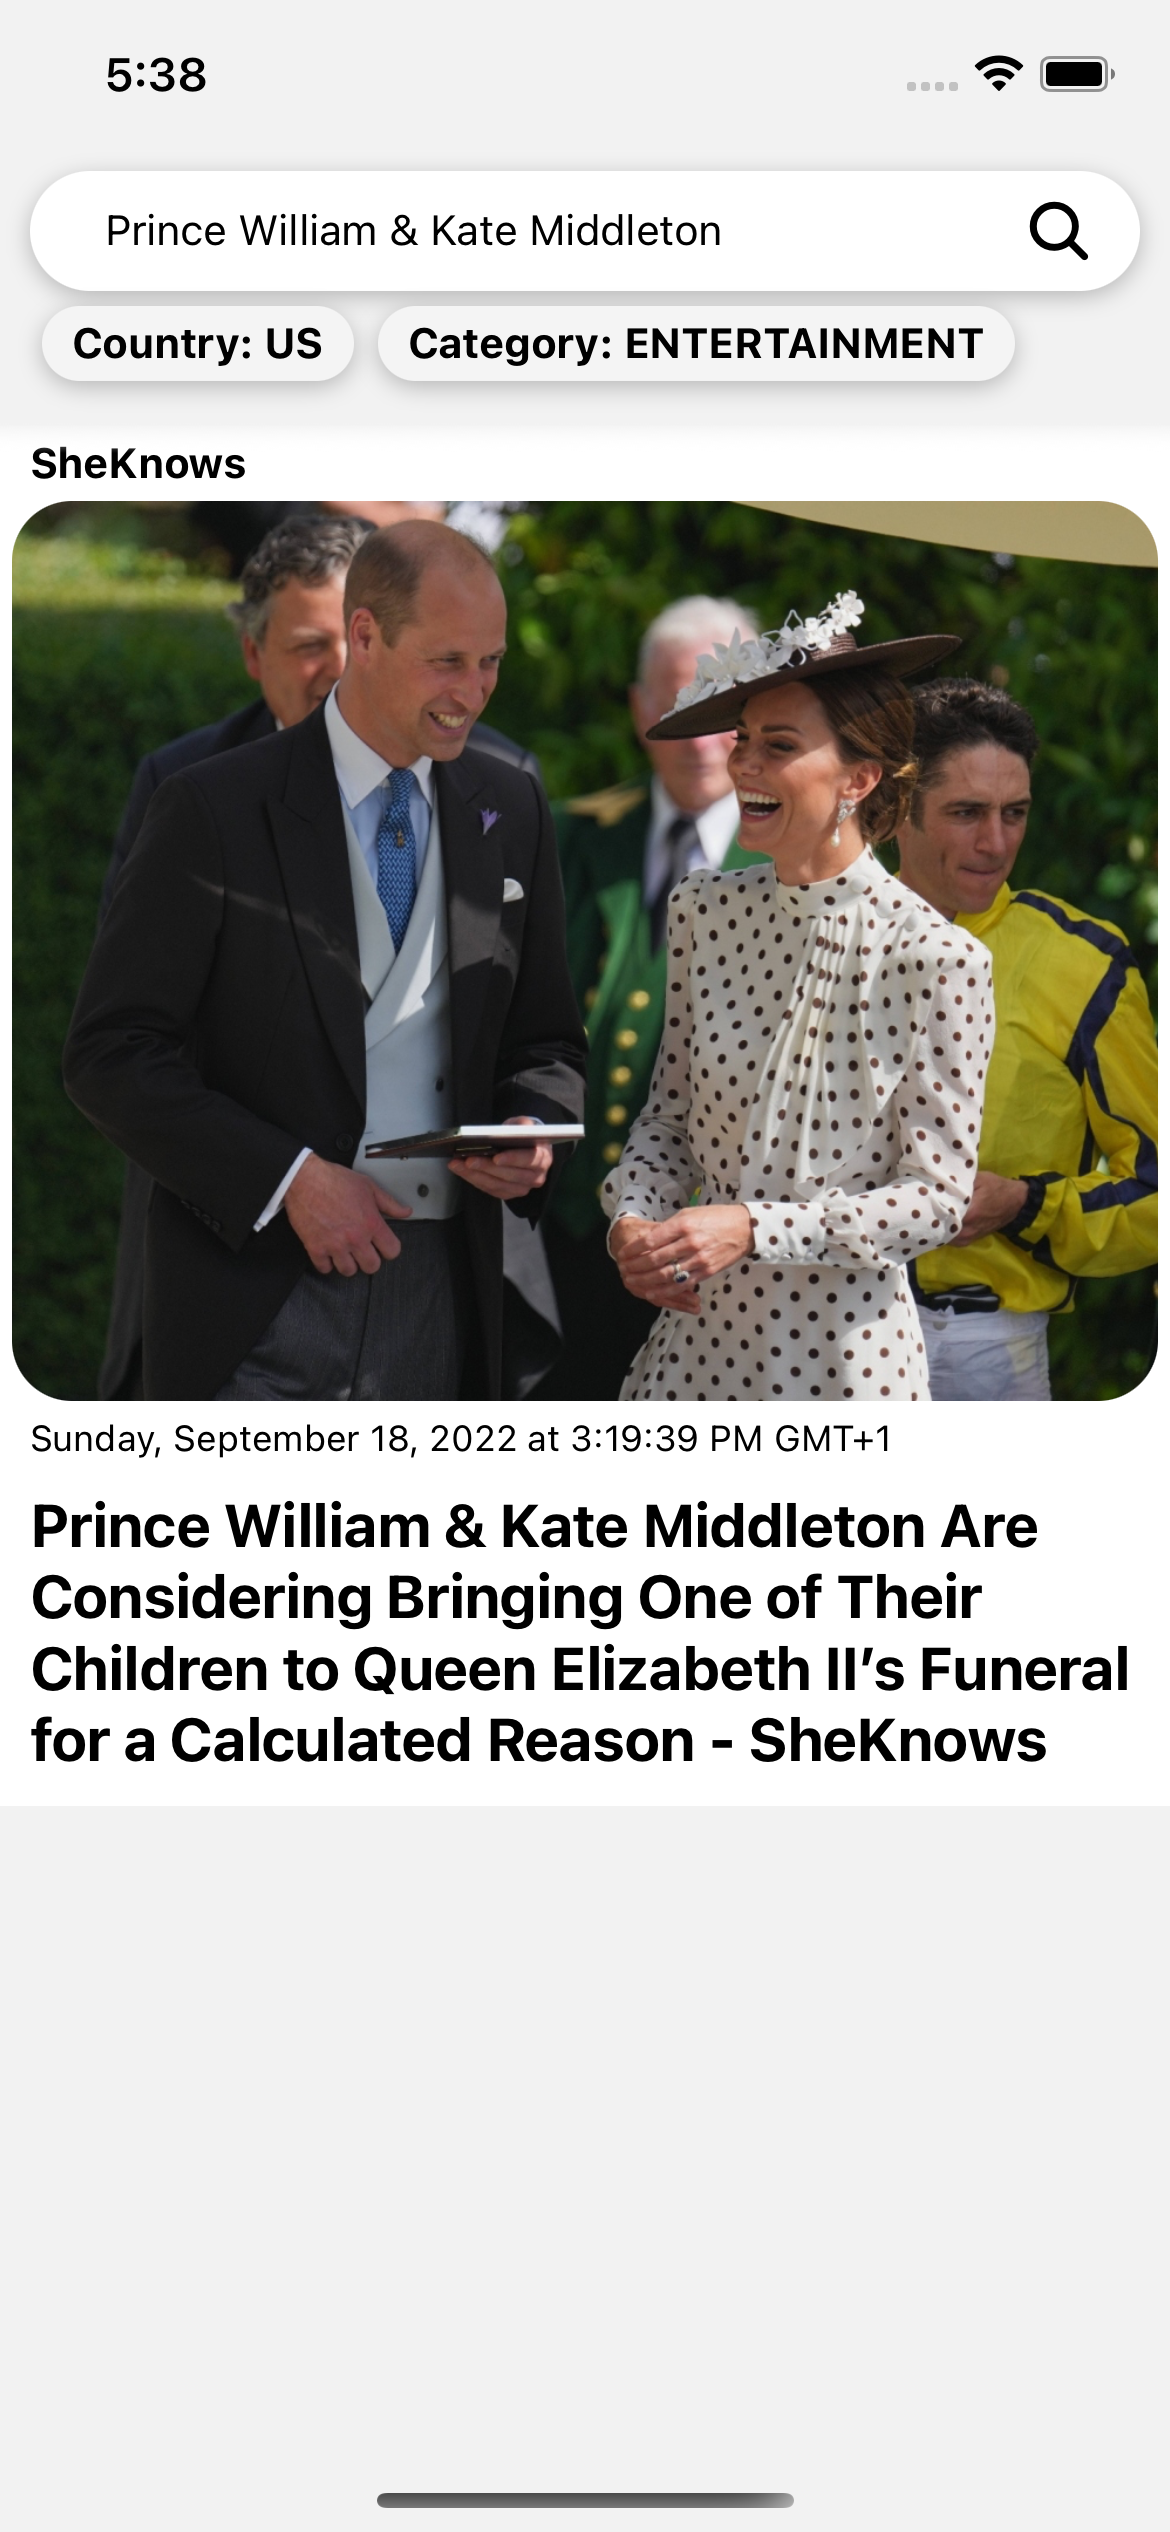 5:38
Prince William & Kate Middleton
Country: US
Category: ENTERTAINMENT
SheKnows
Sunday, September 18, 2022 at 3:19:39 PM GMT+1
Prince William & Kate Middleton Are
Considering Bringing One of Their
Children to Queen Elizabeth II’s Funeral
for a Calculated Reason - SheKnows